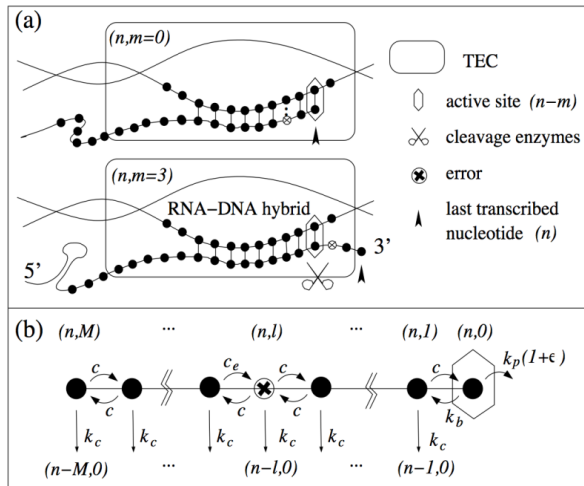 (a)
(n,m=0)
TEC
active site (n−m)
cleavage enzymes
error
last transcribed
nucleotide (n)
(n,m=3)
RNA−DNA hybrid
5'
3'
(b)
(n,M) ... (n,l) ... (n,1) (n,0)
c c_e c c k_p(1+ϵ)
c c c k_b
k_c k_c k_c k_c k_c k_c
(n−M,0) ... (n−l,0) ... (n−1,0)